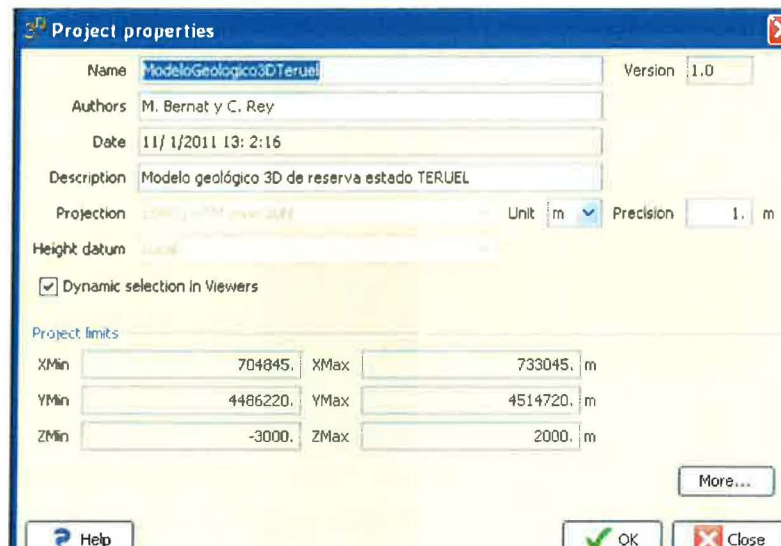 3D Project properties
Name ModeloGeologico3DTeruel Version 1.0
Authors M. Bernat y C. Rey
Date 11/ 1/2011 13: 2:16
Description Modelo geológico 3D de reserva estado TERUEL
Projection Unit m Precision 1. m
Height datum
Dynamic selection in Viewers
Project limits
XMin 704845. XMax 733045. m
YMin 4486220. YMax 4514720. m
ZMin -3000. ZMax 2000. m
More...
? Help OK Close